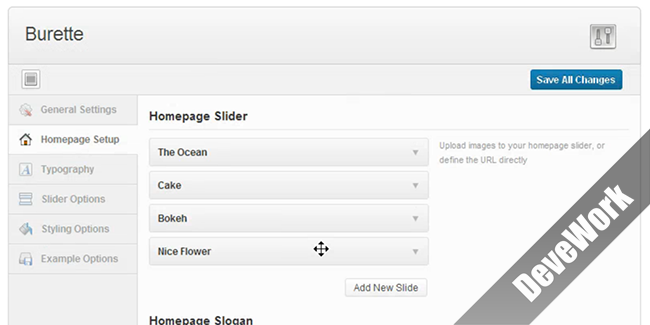 Burette
Save All Changes
General Settings
Homepage Setup
Typography
Slider Options
Styling Options
Example Options
Homepage Slider
The Ocean
Cake
Bokeh
Nice Flower
Upload images to your homepage slider, or
define the URL directly
Add New Slide
Homepage Slogan
DeveWork